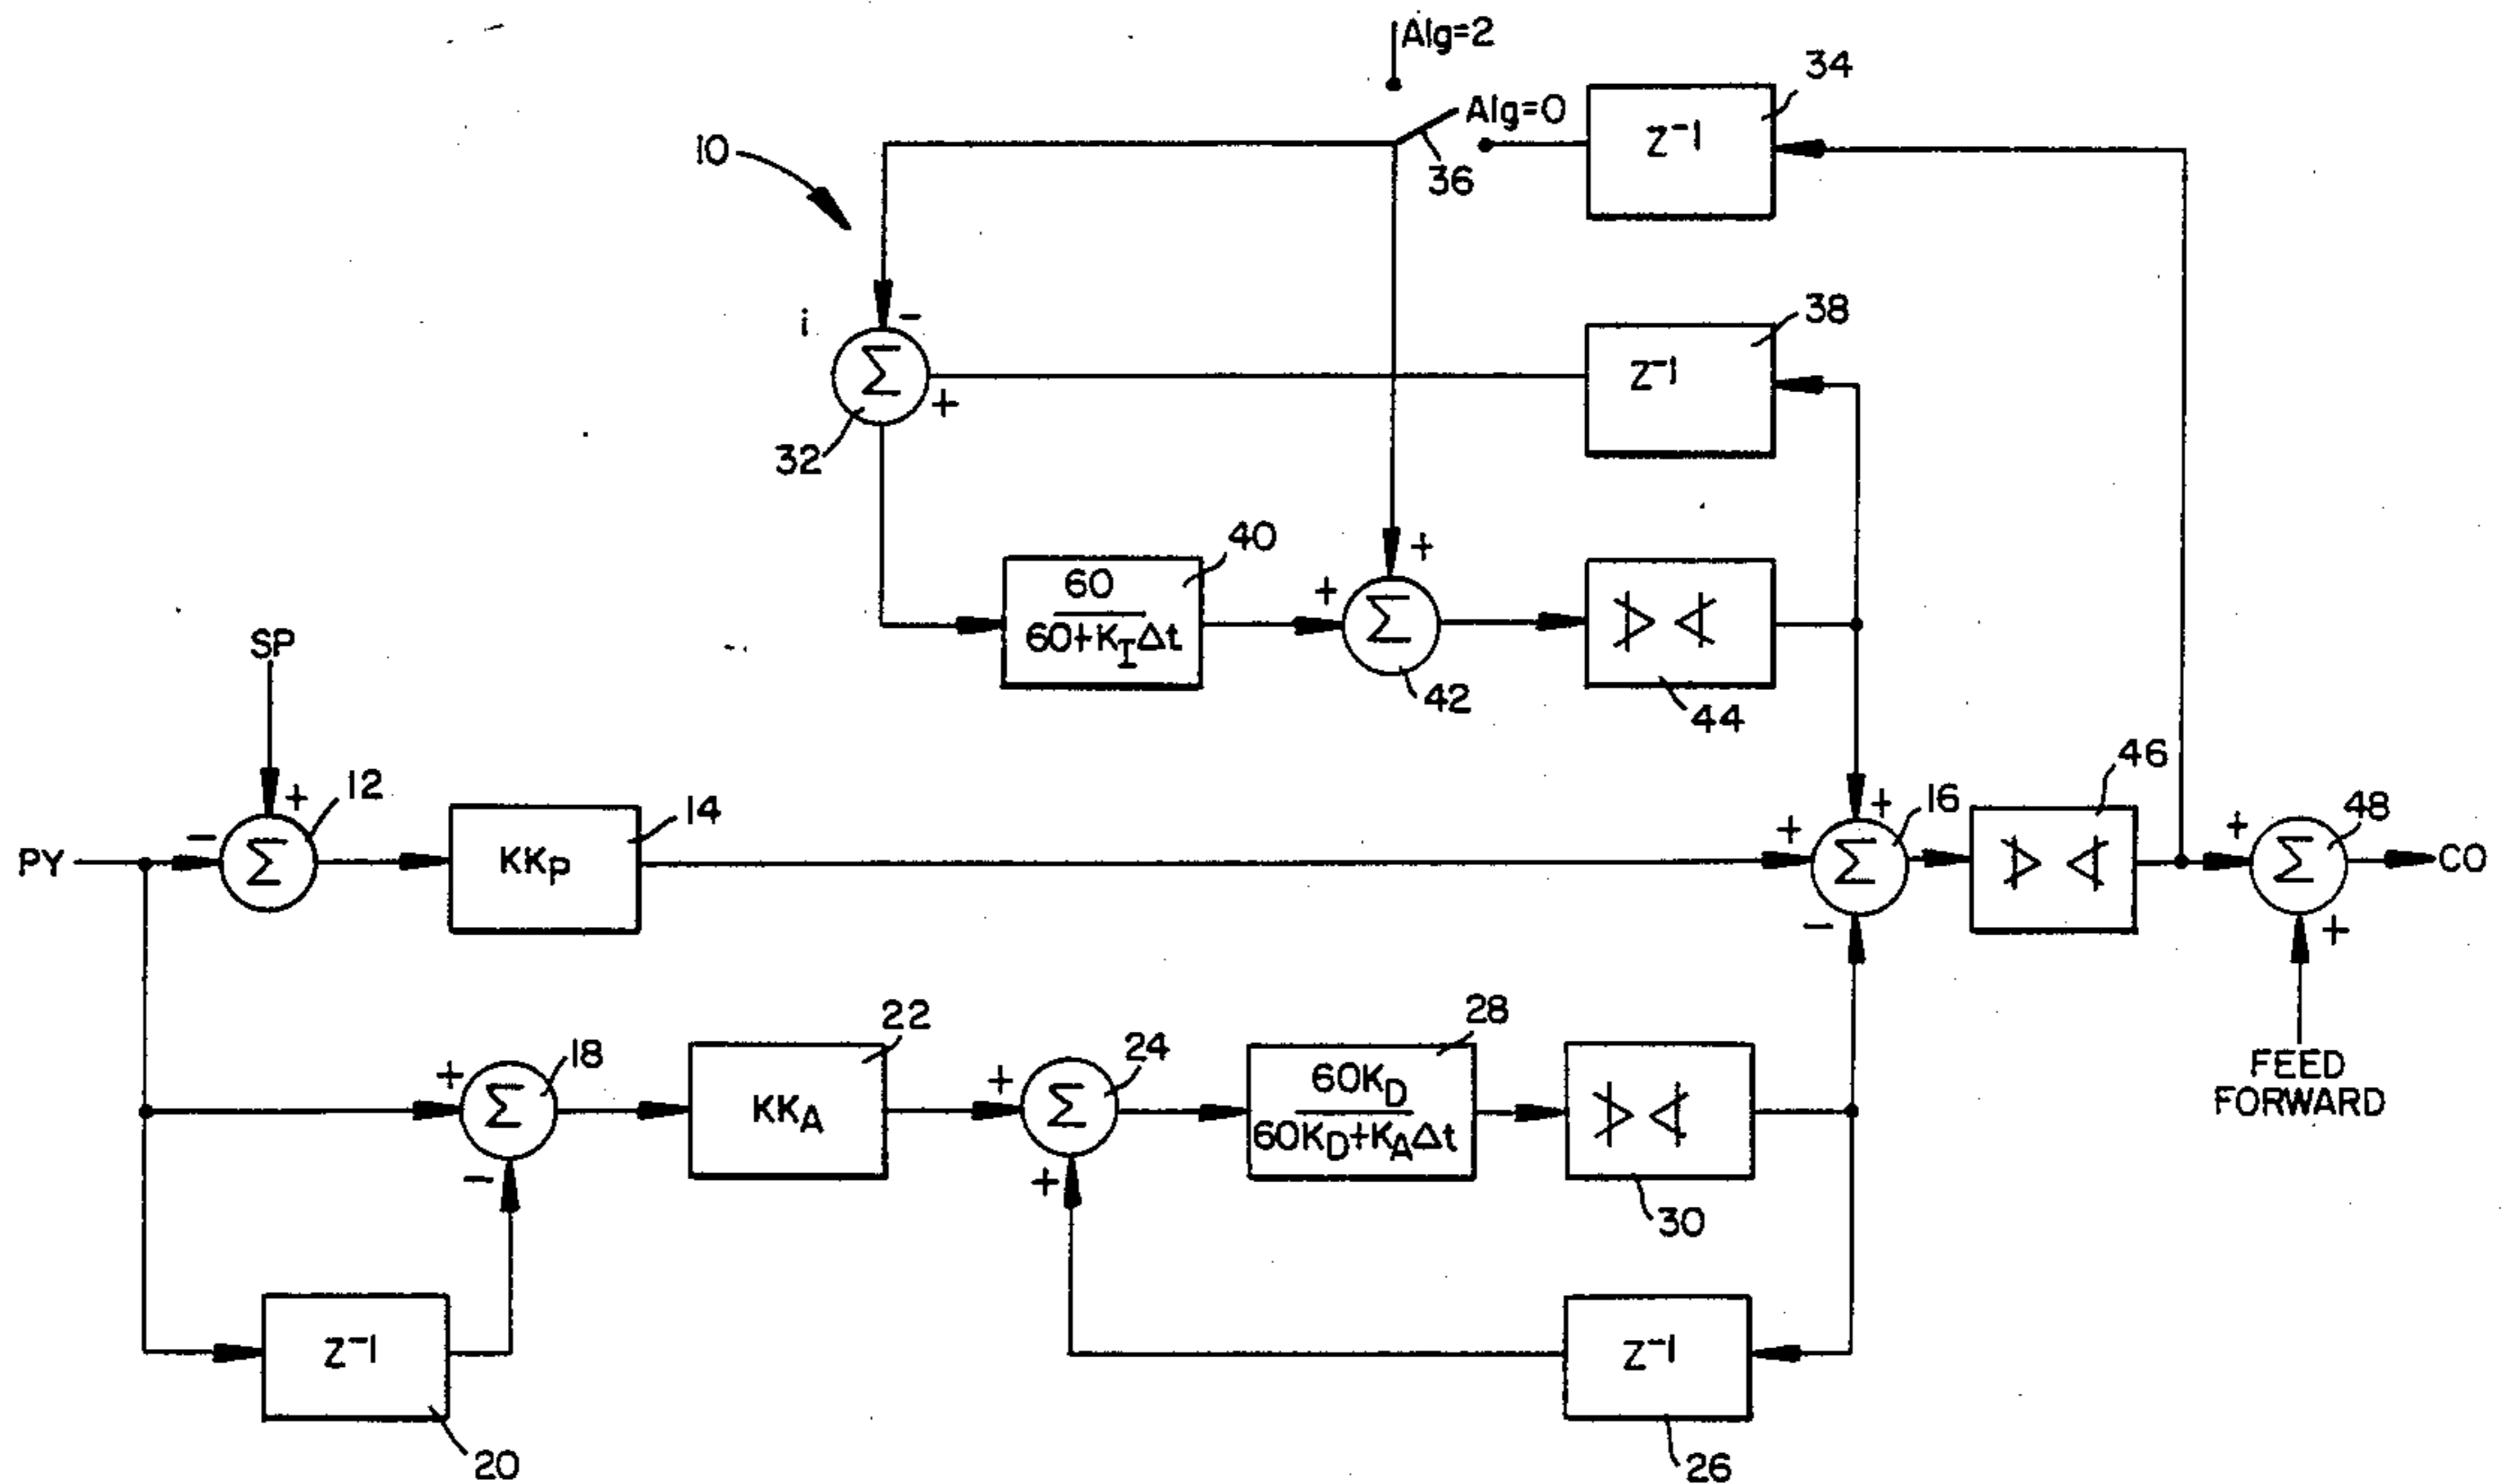 Alg=2
34
Alg=0
Z⁻¹
10
36
38
i
-
Σ
Z⁻¹
+
32
40
+
60
+
60+K_IΔt
Σ
SP
42
44
46
12
+
14
+
16
48
-
+
+
Σ
KKp
Σ
Σ
PY
CO
-
+
22
28
FEED
FORWARD
24
18
+
+
60K_D
Σ
KK_A
Σ
60K_D+K_AΔt
-
+
30
Z⁻¹
Z⁻¹
20
26